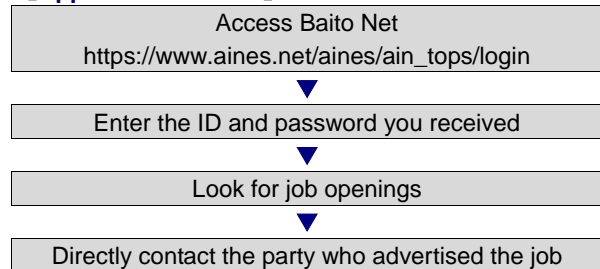 Access Baito Net
https://www.aines.net/aines/ain_tops/login
Enter the ID and password you received
Look for job openings
Directly contact the party who advertised the job